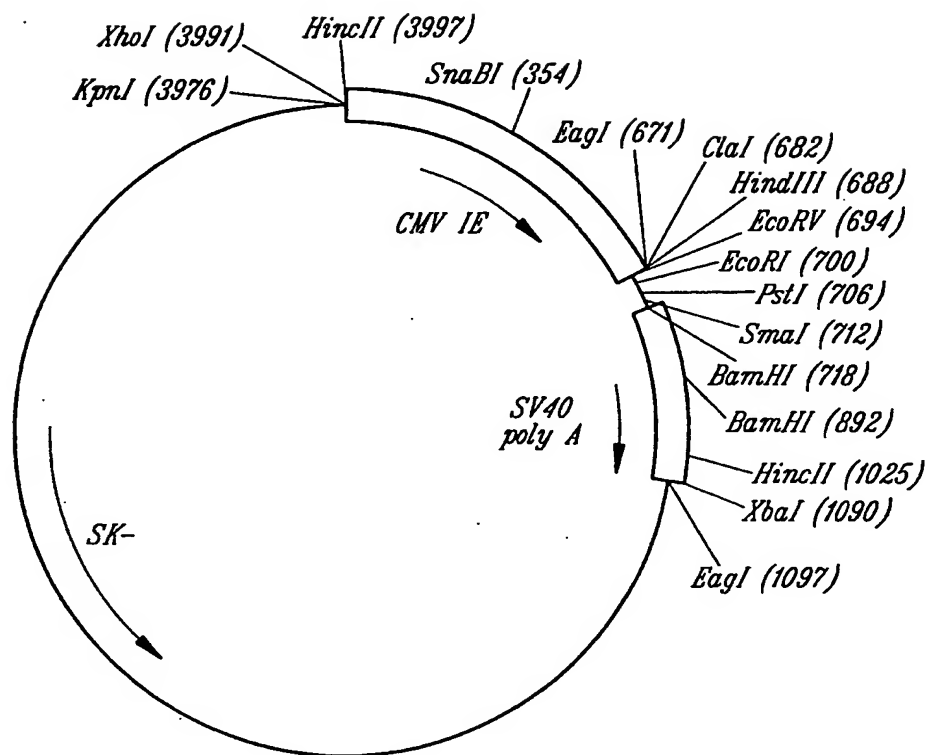 XhoI (3991)
HincII (3997)
KpnI (3976)
SnaBI (354)
EagI (671)
ClaI (682)
HindIII (688)
EcoRV (694)
EcoRI (700)
PstI (706)
SmaI (712)
BamHI (718)
BamHI (892)
HincII (1025)
XbaI (1090)
EagI (1097)
CMV IE
SV40
poly A
SK-